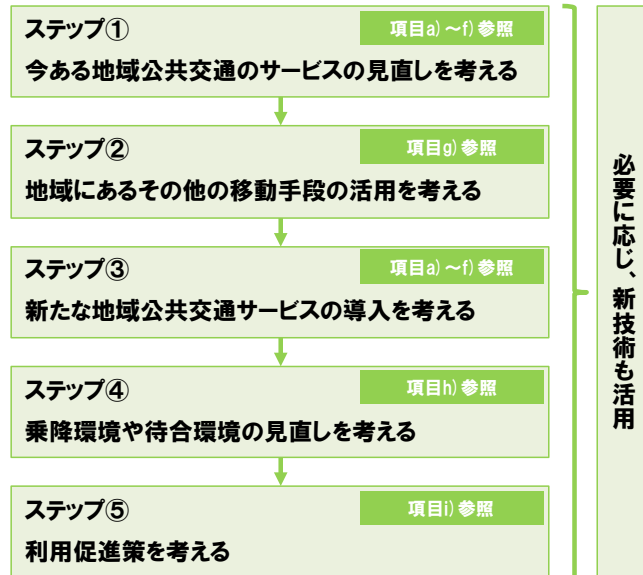 ステップ① 項目a)～f)参照
今ある地域公共交通のサービスの見直しを考える
ステップ② 項目g)参照
地域にあるその他の移動手段の活用を考える
ステップ③ 項目a)～f)参照
新たな地域公共交通サービスの導入を考える
ステップ④ 項目h)参照
乗降環境や待合環境の見直しを考える
ステップ⑤ 項目i)参照
利用促進策を考える
必要に応じ、新技術も活用